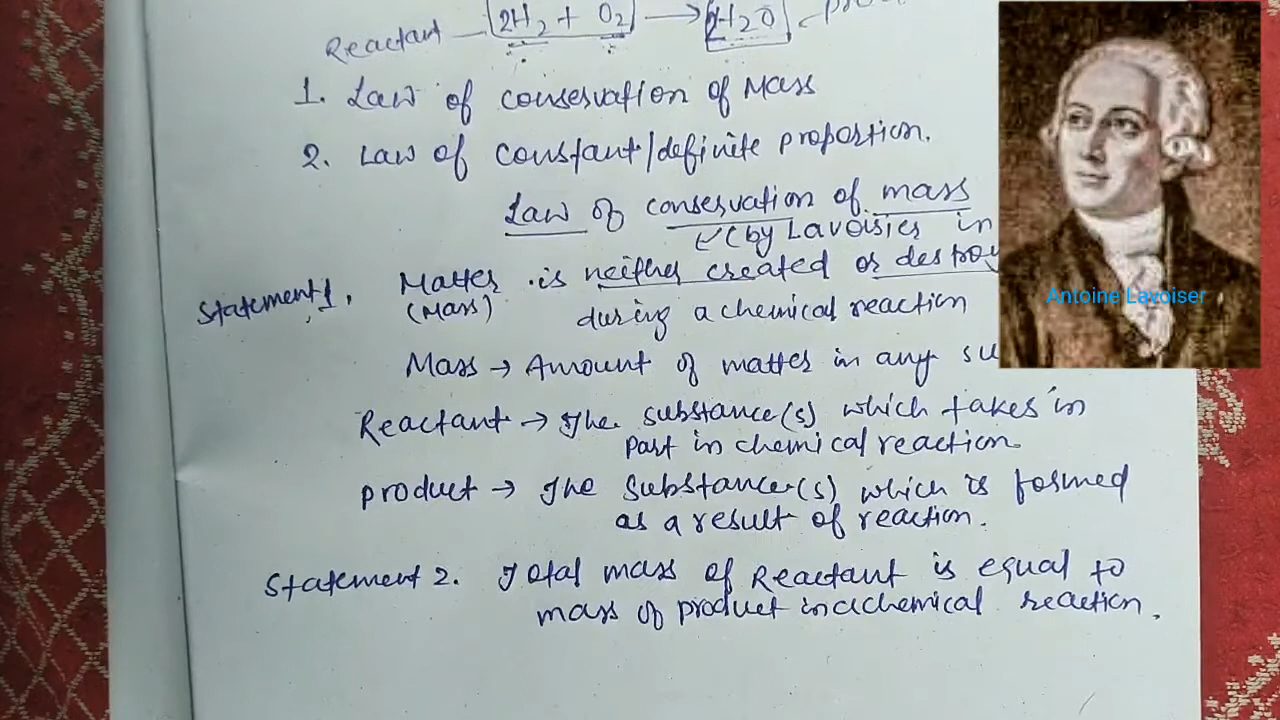 Reactant 2H2 + O2 → 2H2O
1. Law of conservation of Mass
2. Law of constant/definite proportion.
Law of conservation of mass
(by Lavoisier in
Statement 1. Matter is neither created or destroy
(Mass) during a chemical reaction
Mass → Amount of matter in any su
Reactant → The substance(s) which takes in
part in chemical reaction
product → The substance(s) which is formed
as a result of reaction.
Statement 2. Total mass of Reactant is equal to
mass of product in a chemical reaction.
Antoine Lavoiser